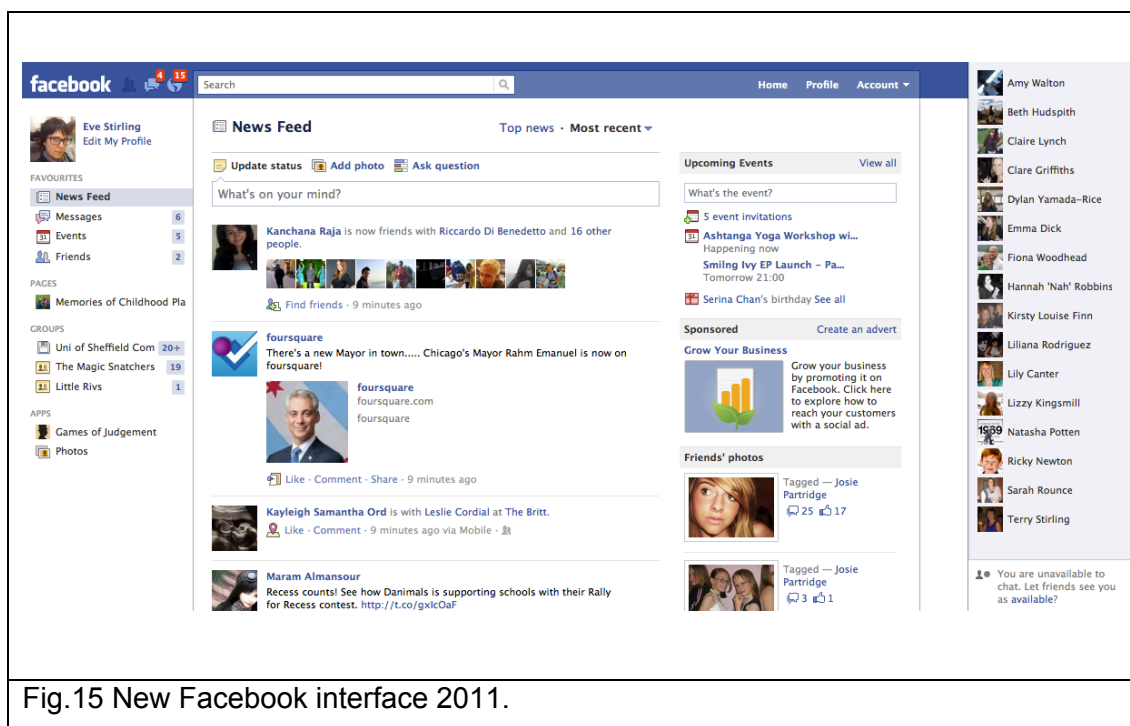 facebook
4
15
Search
Home Profile Account
Eve Stirling
Edit My Profile
FAVOURITES
News Feed
Messages 6
Events 5
Friends 2
PAGES
Memories of Childhood Pla
GROUPS
Uni of Sheffield Com 20+
The Magic Snatchers 19
Little Rivs 1
APPS
Games of Judgement
Photos
News Feed
Top news · Most recent
Update status Add photo Ask question
What's on your mind?
Kanchana Raja is now friends with Riccardo Di Benedetto and 16 other
people.
Find friends · 9 minutes ago
foursquare
There's a new Mayor in town..... Chicago's Mayor Rahm Emanuel is now on
foursquare!
foursquare
foursquare.com
foursquare
Like · Comment · Share · 9 minutes ago
Kayleigh Samantha Ord is with Leslie Cordial at The Britt.
Like · Comment · 9 minutes ago via Mobile ·
Maram Almansour
Recess counts! See how Danimals is supporting schools with their Rally
for Recess contest. http://t.co/gxlcOaF
Upcoming Events View all
What's the event?
5 event invitations
31 Ashtanga Yoga Workshop wi...
Happening now
Smilng Ivy EP Launch – Pa...
Tomorrow 21:00
Serina Chan's birthday See all
Sponsored Create an advert
Grow Your Business
Grow your business
by promoting it on
Facebook. Click here
to explore how to
reach your customers
with a social ad.
Friends' photos
Tagged — Josie
Partridge
25 17
Tagged — Josie
Partridge
3 1
Amy Walton
Beth Hudspith
Claire Lynch
Clare Griffiths
Dylan Yamada-Rice
Emma Dick
Fiona Woodhead
Hannah 'Nah' Robbins
Kirsty Louise Finn
Liliana Rodriguez
Lily Canter
Lizzy Kingsmill
1969 Natasha Potten
Ricky Newton
Sarah Rounce
Terry Stirling
You are unavailable to
chat. Let friends see you
as available?
Fig.15 New Facebook interface 2011.